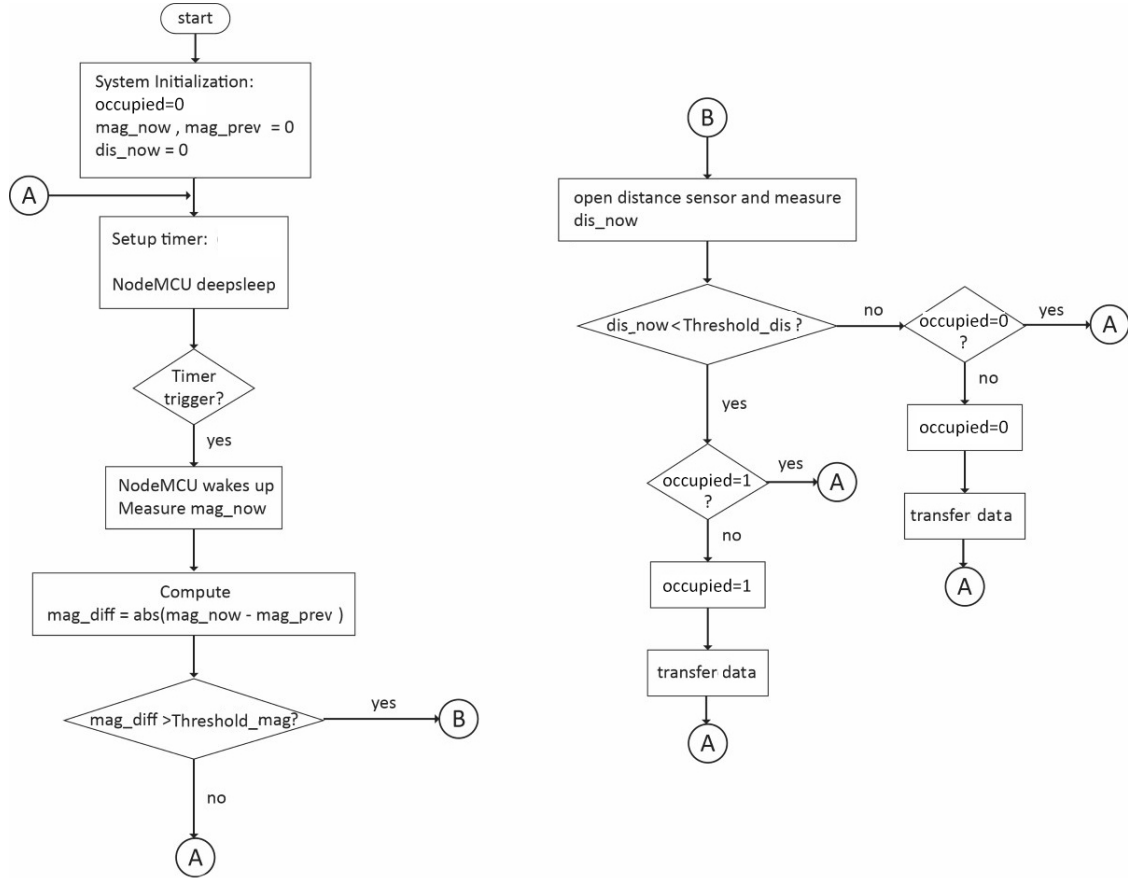 start
System Initialization:
occupied=0
mag_now , mag_prev = 0
dis_now = 0
A
Setup timer:
NodeMCU deepsleep
Timer
trigger?
yes
NodeMCU wakes up
Measure mag_now
Compute
mag_diff = abs(mag_now - mag_prev )
mag_diff >Threshold_mag?
yes
B
no
A
B
open distance sensor and measure
dis_now
dis_now < Threshold_dis ?
no
occupied=0
?
yes
A
no
occupied=0
transfer data
A
yes
occupied=1
?
yes
A
no
occupied=1
transfer data
A